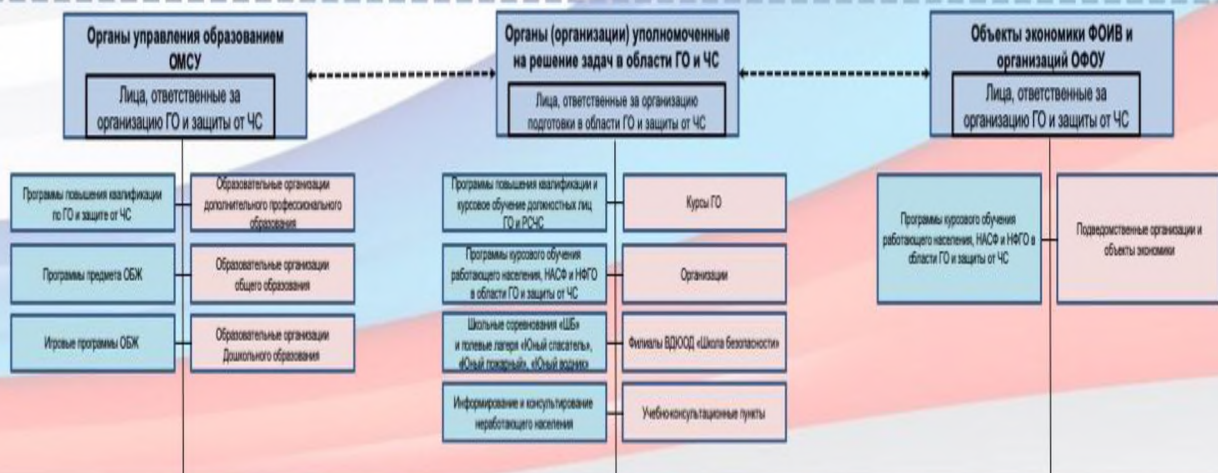 Органы управления образованием
ОМСУ
Лица, ответственные за
организацию ГО и защиты от ЧС
Программы повышения квалификации
по ГО и защите от ЧС
Образовательные организации
дополнительного профессионального
образования
Программы предмета ОБЖ
Образовательные организации
общего образования
Игровые программы ОБЖ
Образовательные организации
Дошкольного образования
Органы (организации) уполномоченные
на решение задач в области ГО и ЧС
Лица, ответственные за организацию
подготовки в области ГО и защиты от ЧС
Программы повышения квалификации и
курсовое обучение должностных лиц
ГО и РСЧС
Курсы ГО
Программы курсового обучения
работающего населения, НАСФ и НФГО
в области ГО и защиты от ЧС
Организации
Школьные соревнования «ШБ»
и полевые лагеря «Юный спасатель»,
«Юный пожарный», «Юный водник»
Филиалы ВДЮОД «Школа безопасности»
Информирование и консультирование
неработающего населения
Учебно-консультационные пункты
Объекты экономики ФОИВ и
организаций ОФОУ
Лица, ответственные за
организацию ГО и защиты от ЧС
Программы курсового обучения
работающего населения, НАСФ и НФГО в
области ГО и защиты от ЧС
Подведомственные организации и
объекты экономики